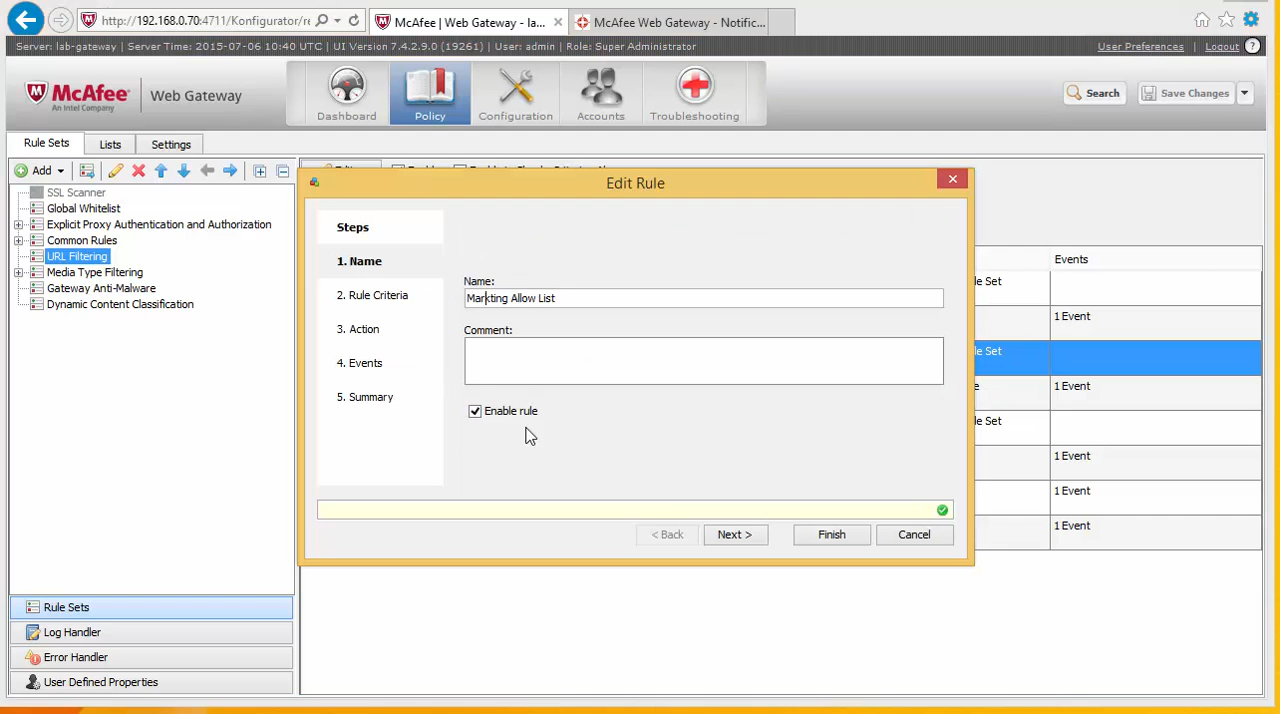 http://192.168.0.70:4711/Konfigurator/re
McAfee | Web Gateway - la...
McAfee Web Gateway - Notific...
Server: lab-gateway | Server Time: 2015-07-06 10:40 UTC | UI Version 7.4.2.9.0 (19261) | User: admin | Role: Super Administrator
User Preferences | Logout ?
McAfee
An Intel Company
Web Gateway
Dashboard
Policy
Configuration
Accounts
Troubleshooting
Search
Save Changes
Rule Sets
Lists
Settings
Add
SSL Scanner
Global Whitelist
Explicit Proxy Authentication and Authorization
Common Rules
URL Filtering
Media Type Filtering
Gateway Anti-Malware
Dynamic Content Classification
Rule Sets
Log Handler
Error Handler
User Defined Properties
Edit Rule
Steps
1. Name
2. Rule Criteria
3. Action
4. Events
5. Summary
Name:
Markting Allow List
Comment:
Enable rule
< Back
Next >
Finish
Cancel
Events
le Set
1 Event
le Set
e
1 Event
le Set
1 Event
1 Event
1 Event